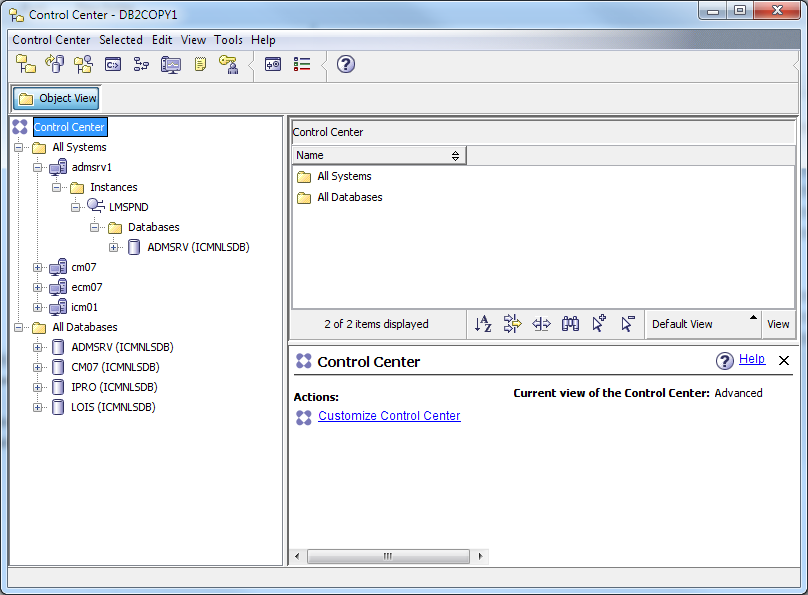 Control Center - DB2COPY1
Control Center Selected Edit View Tools Help
Object View
Control Center
All Systems
admsrv1
Instances
LMSPND
Databases
ADMSRV (ICMNLSDB)
cm07
ecm07
icm01
All Databases
ADMSRV (ICMNLSDB)
CM07 (ICMNLSDB)
IPRO (ICMNLSDB)
LOIS (ICMNLSDB)
Control Center
Name
All Systems
All Databases
2 of 2 items displayed
Default View
View
Control Center
Help
Actions:
Current view of the Control Center: Advanced
Customize Control Center